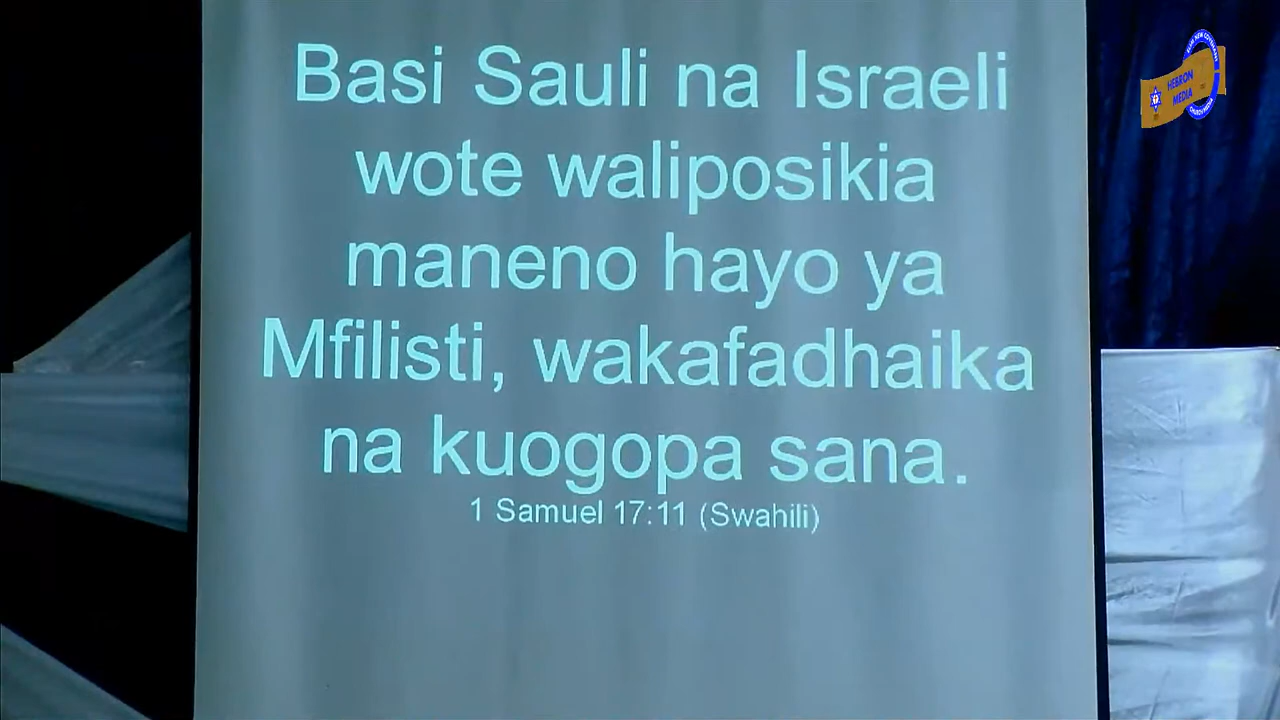 Basi Sauli na Israeli
wote waliposikia
maneno hayo ya
Mfilisti, wakafadhaika
na kuogopa sana.
1 Samuel 17:11 (Swahili)
HEBRON
MEDIA